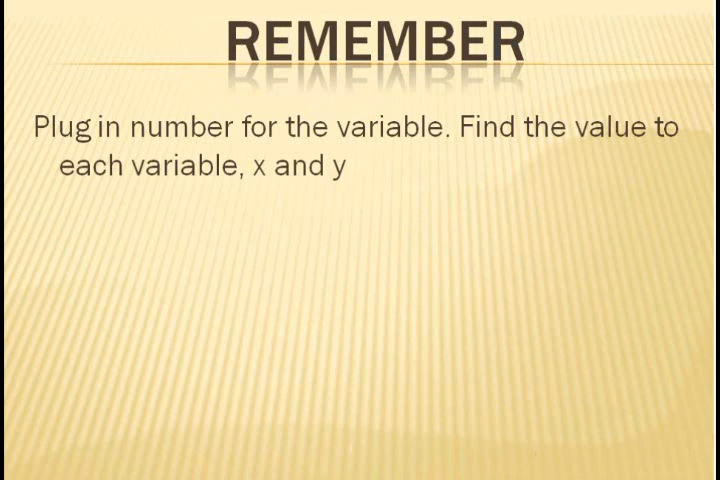 REMEMBER
Plug in number for the variable. Find the value to
each variable, x and y